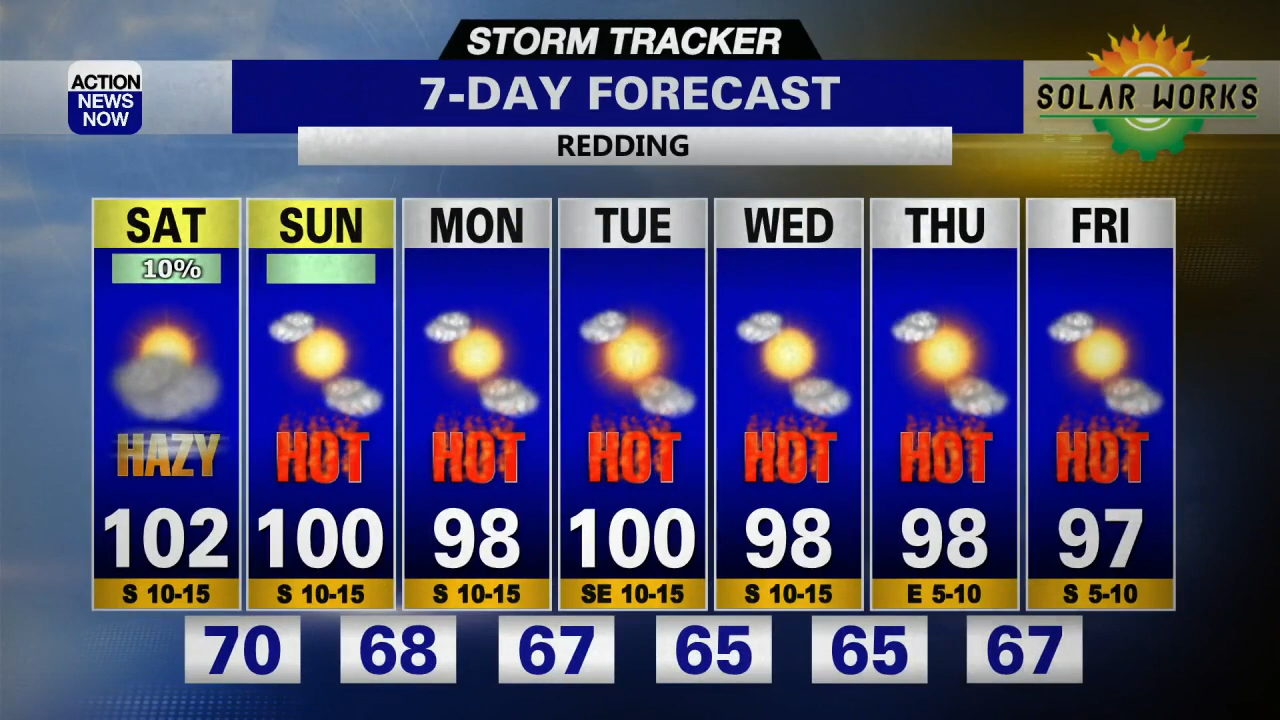 STORM TRACKER
ACTION
NEWS
NOW
7-DAY FORECAST
SOLAR WORKS
REDDING
SAT SUN MON TUE WED THU FRI
10%
HAZY HOT HOT HOT HOT HOT HOT
102 100 98 100 98 98 97
S 10-15 S 10-15 S 10-15 SE 10-15 S 10-15 E 5-10 S 5-10
70 68 67 65 65 67